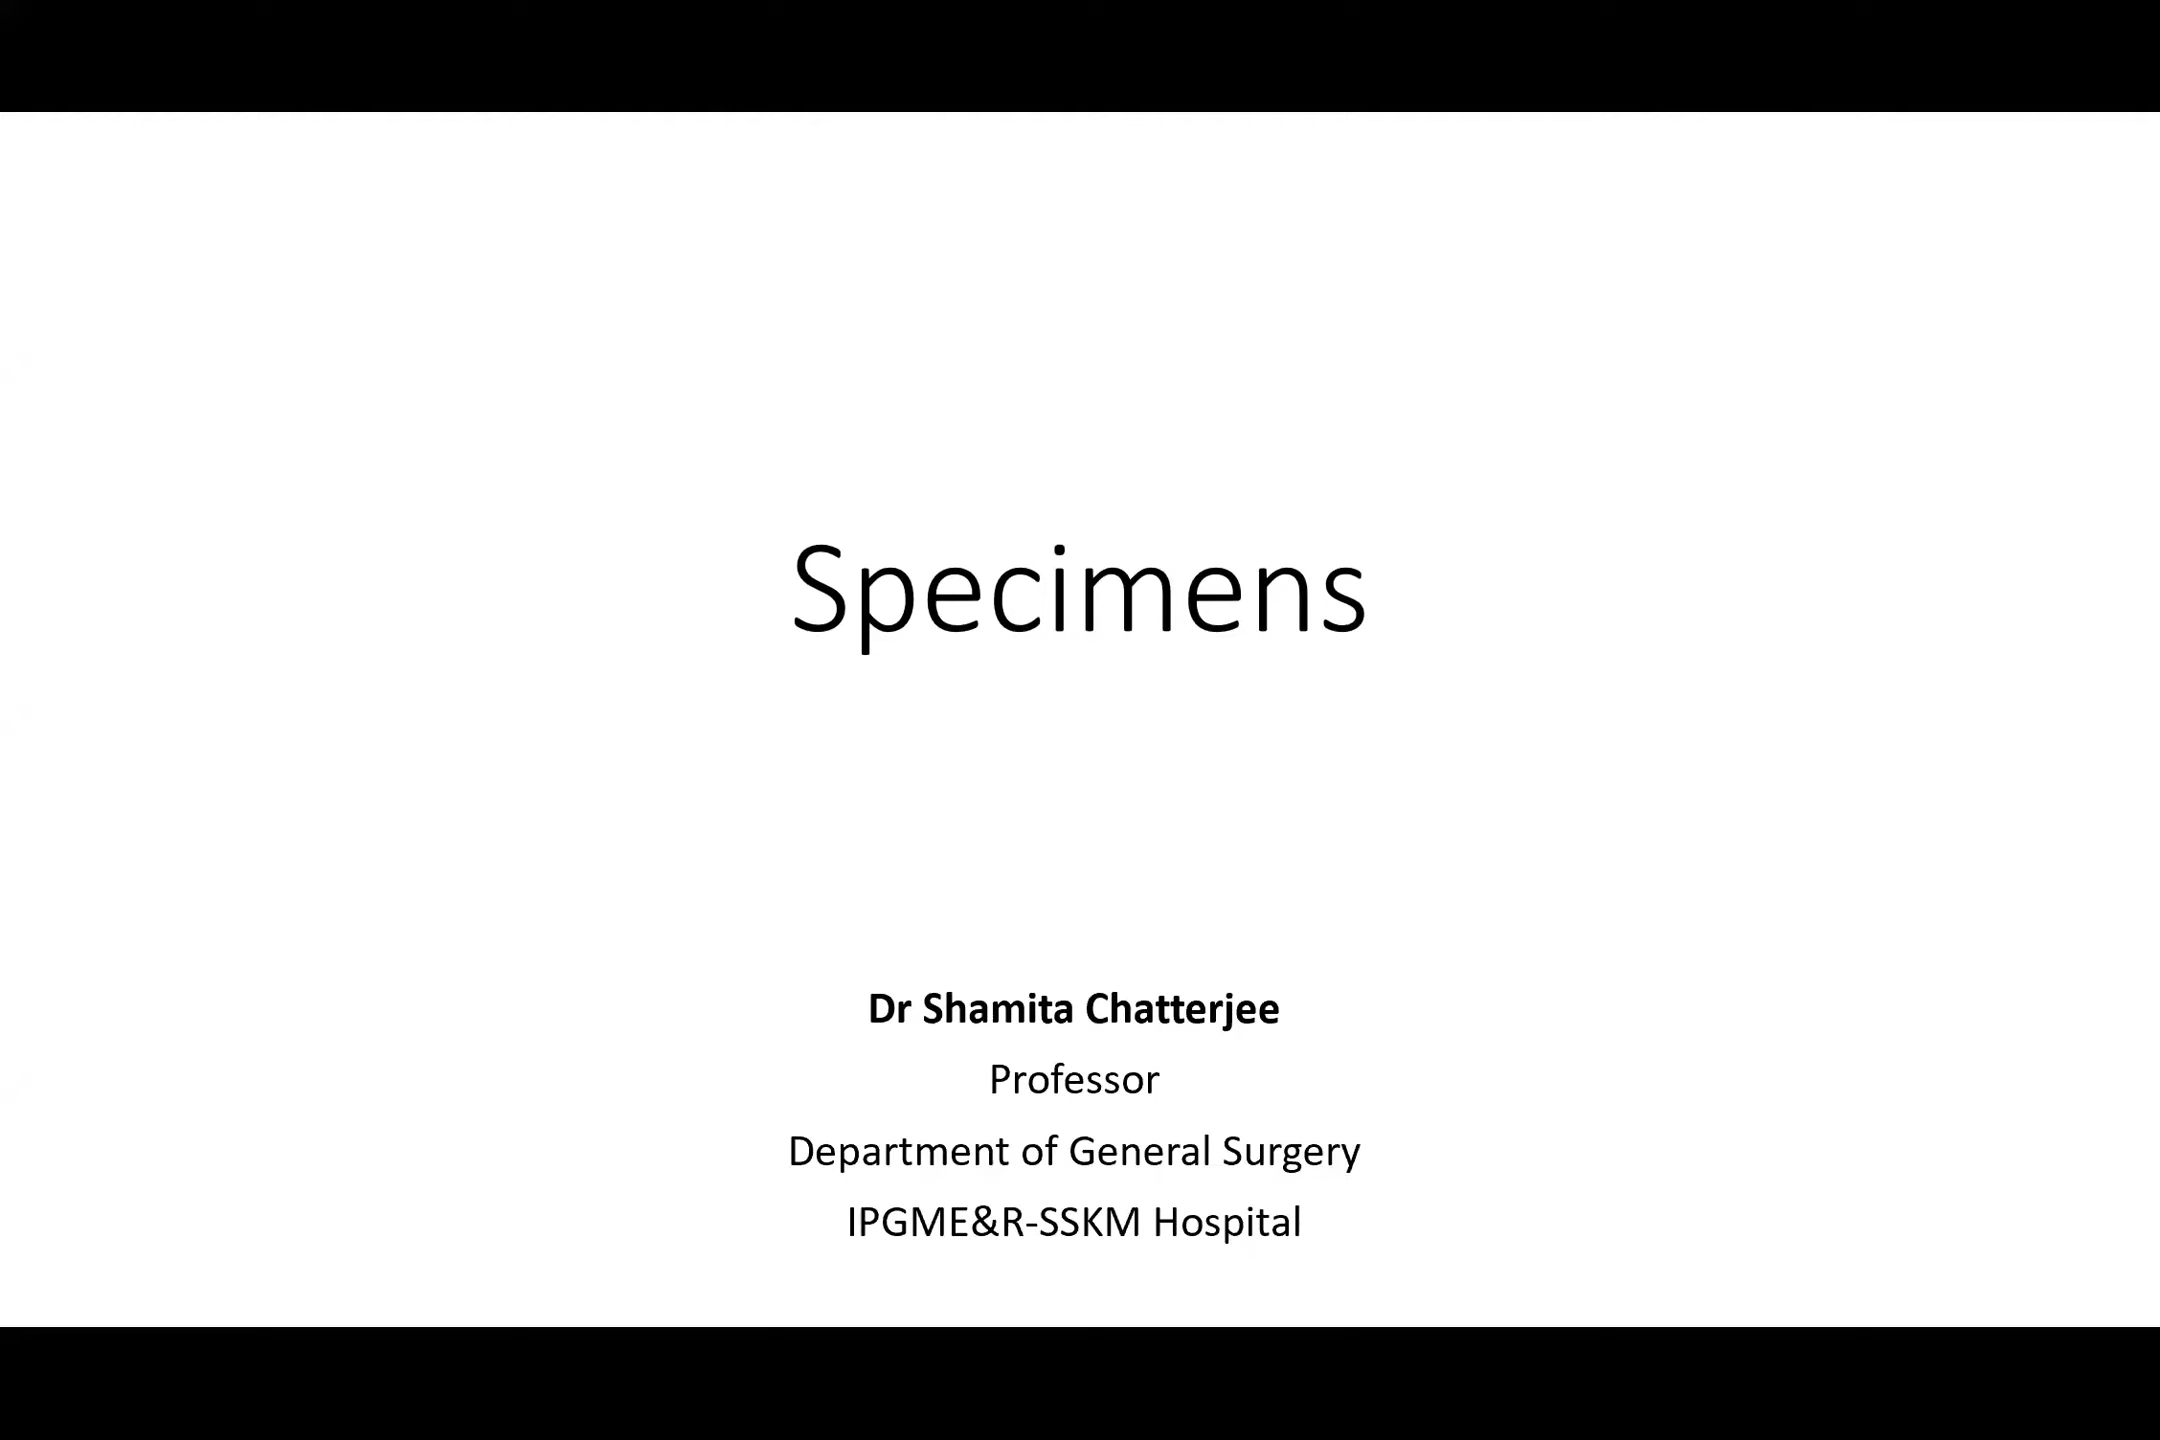 Specimens
Dr Shamita Chatterjee
Professor
Department of General Surgery
IPGME&R-SSKM Hospital